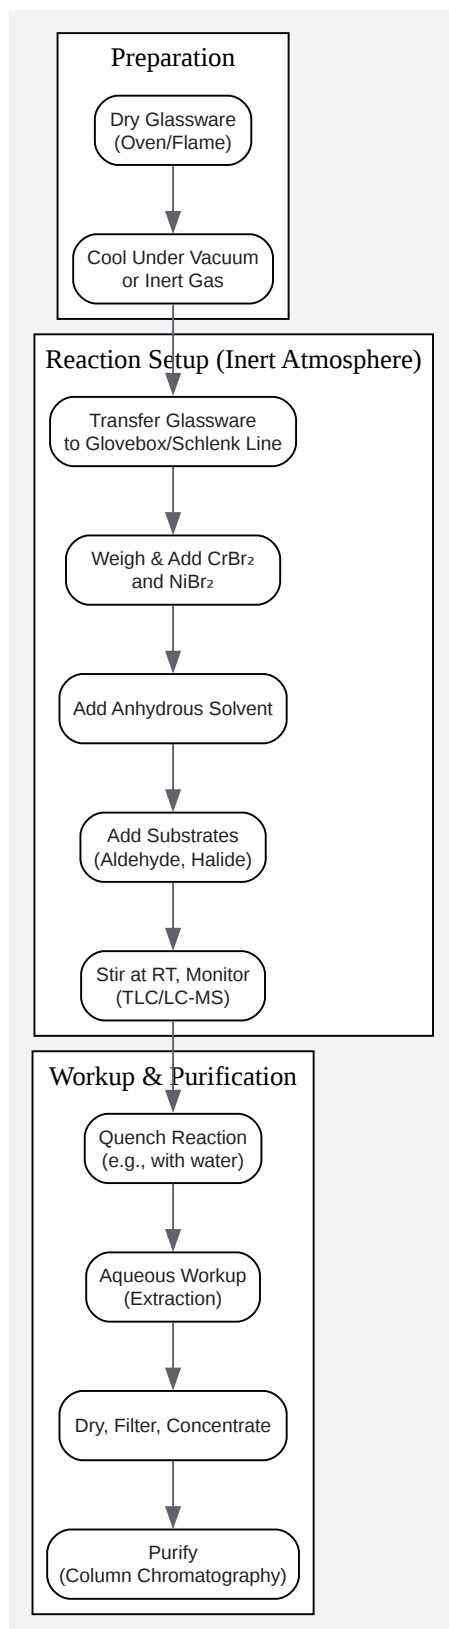 Preparation
Dry Glassware
(Oven/Flame)
Cool Under Vacuum
or Inert Gas
Reaction Setup (Inert Atmosphere)
Transfer Glassware
to Glovebox/Schlenk Line
Weigh & Add CrBr₂
and NiBr₂
Add Anhydrous Solvent
Add Substrates
(Aldehyde, Halide)
Stir at RT, Monitor
(TLC/LC-MS)
Workup & Purification
Quench Reaction
(e.g., with water)
Aqueous Workup
(Extraction)
Dry, Filter, Concentrate
Purify
(Column Chromatography)